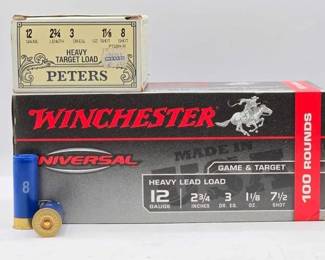 12 2¾ 3 1⅛ 8
GAUGE LENGTH DRAM OZ. SHOT SHOT
HEAVY
TARGET LOAD
PETERS
WINCHESTER
NIVERSAL
MADE IN
USA
GAME & TARGET
HEAVY LEAD LOAD
12 2¾ 3 1⅛ 7½
GAUGE INCHES DR. EQ. OZ. SHOT
100 ROUNDS
8